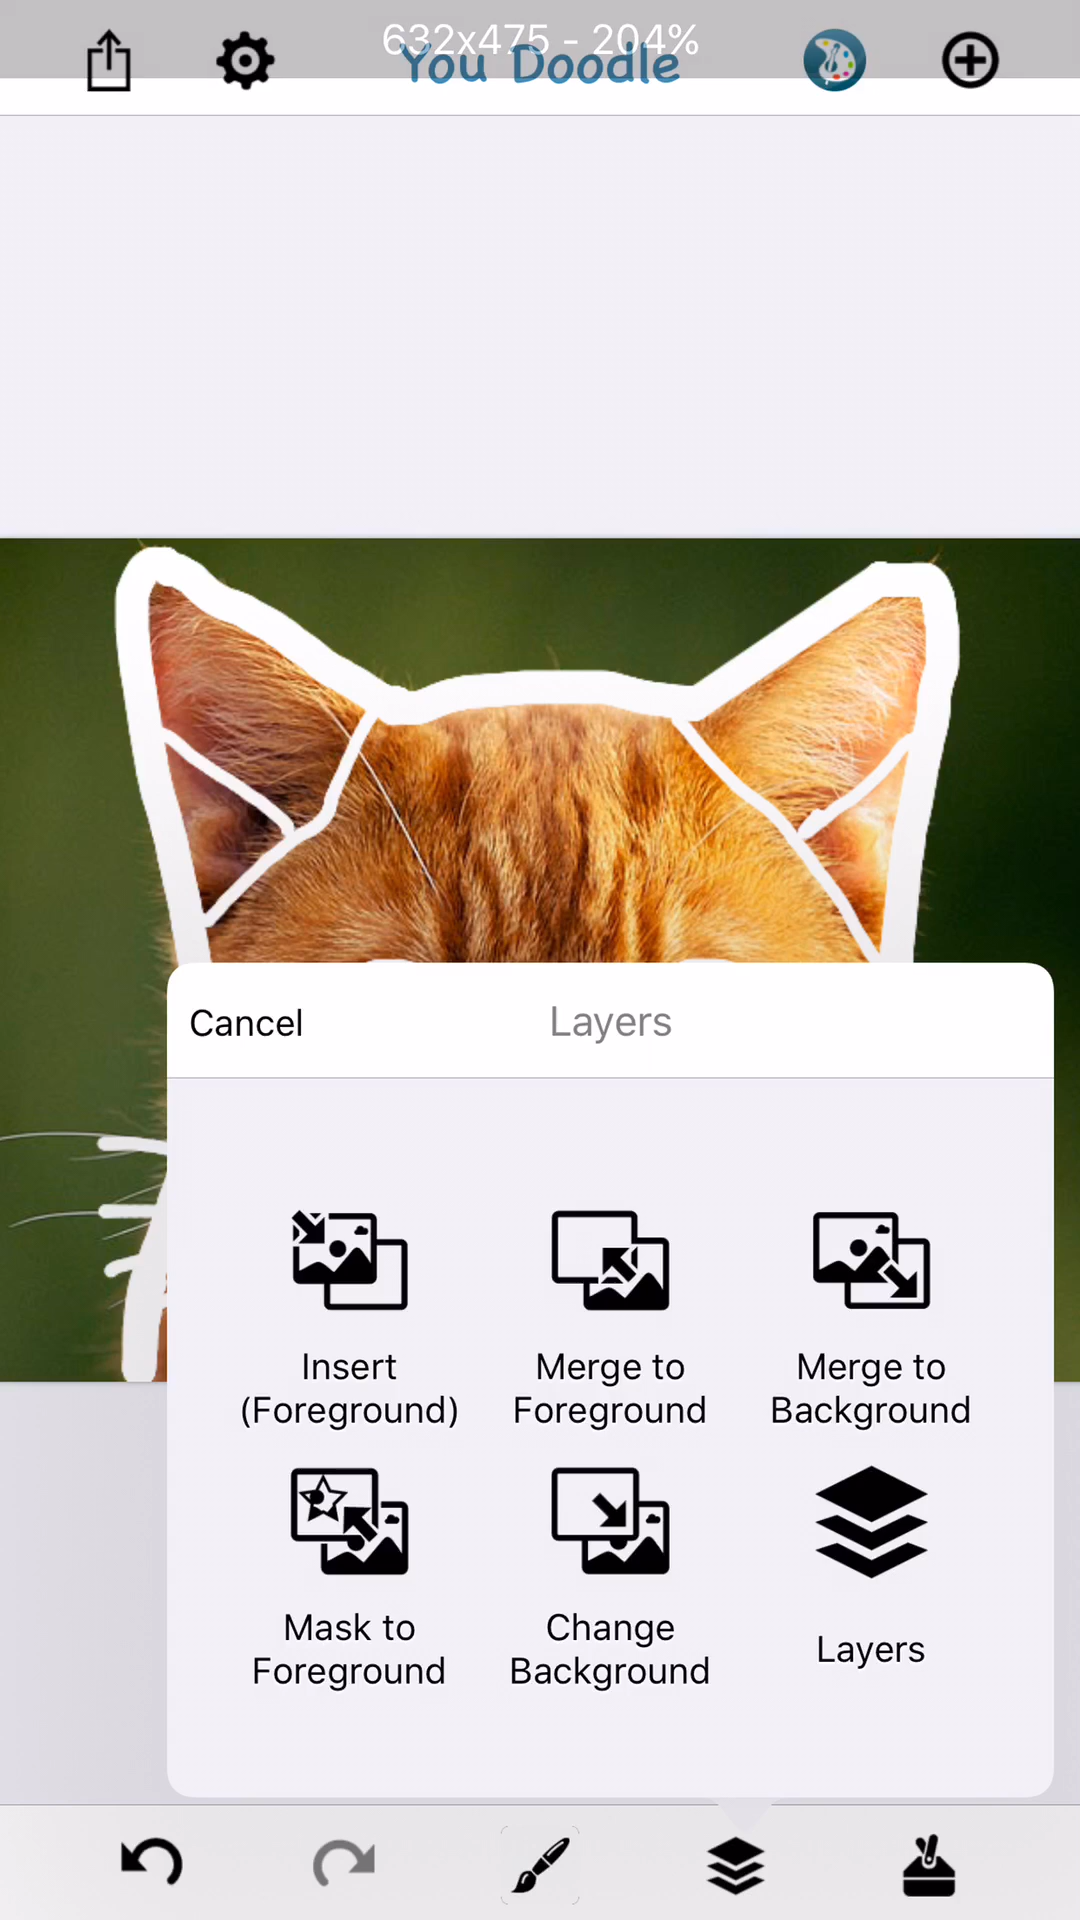 632x475 - 204%
You Doodle
Cancel
Layers
Insert
(Foreground)
Merge to
Foreground
Merge to
Background
Mask to
Foreground
Change
Background
Layers